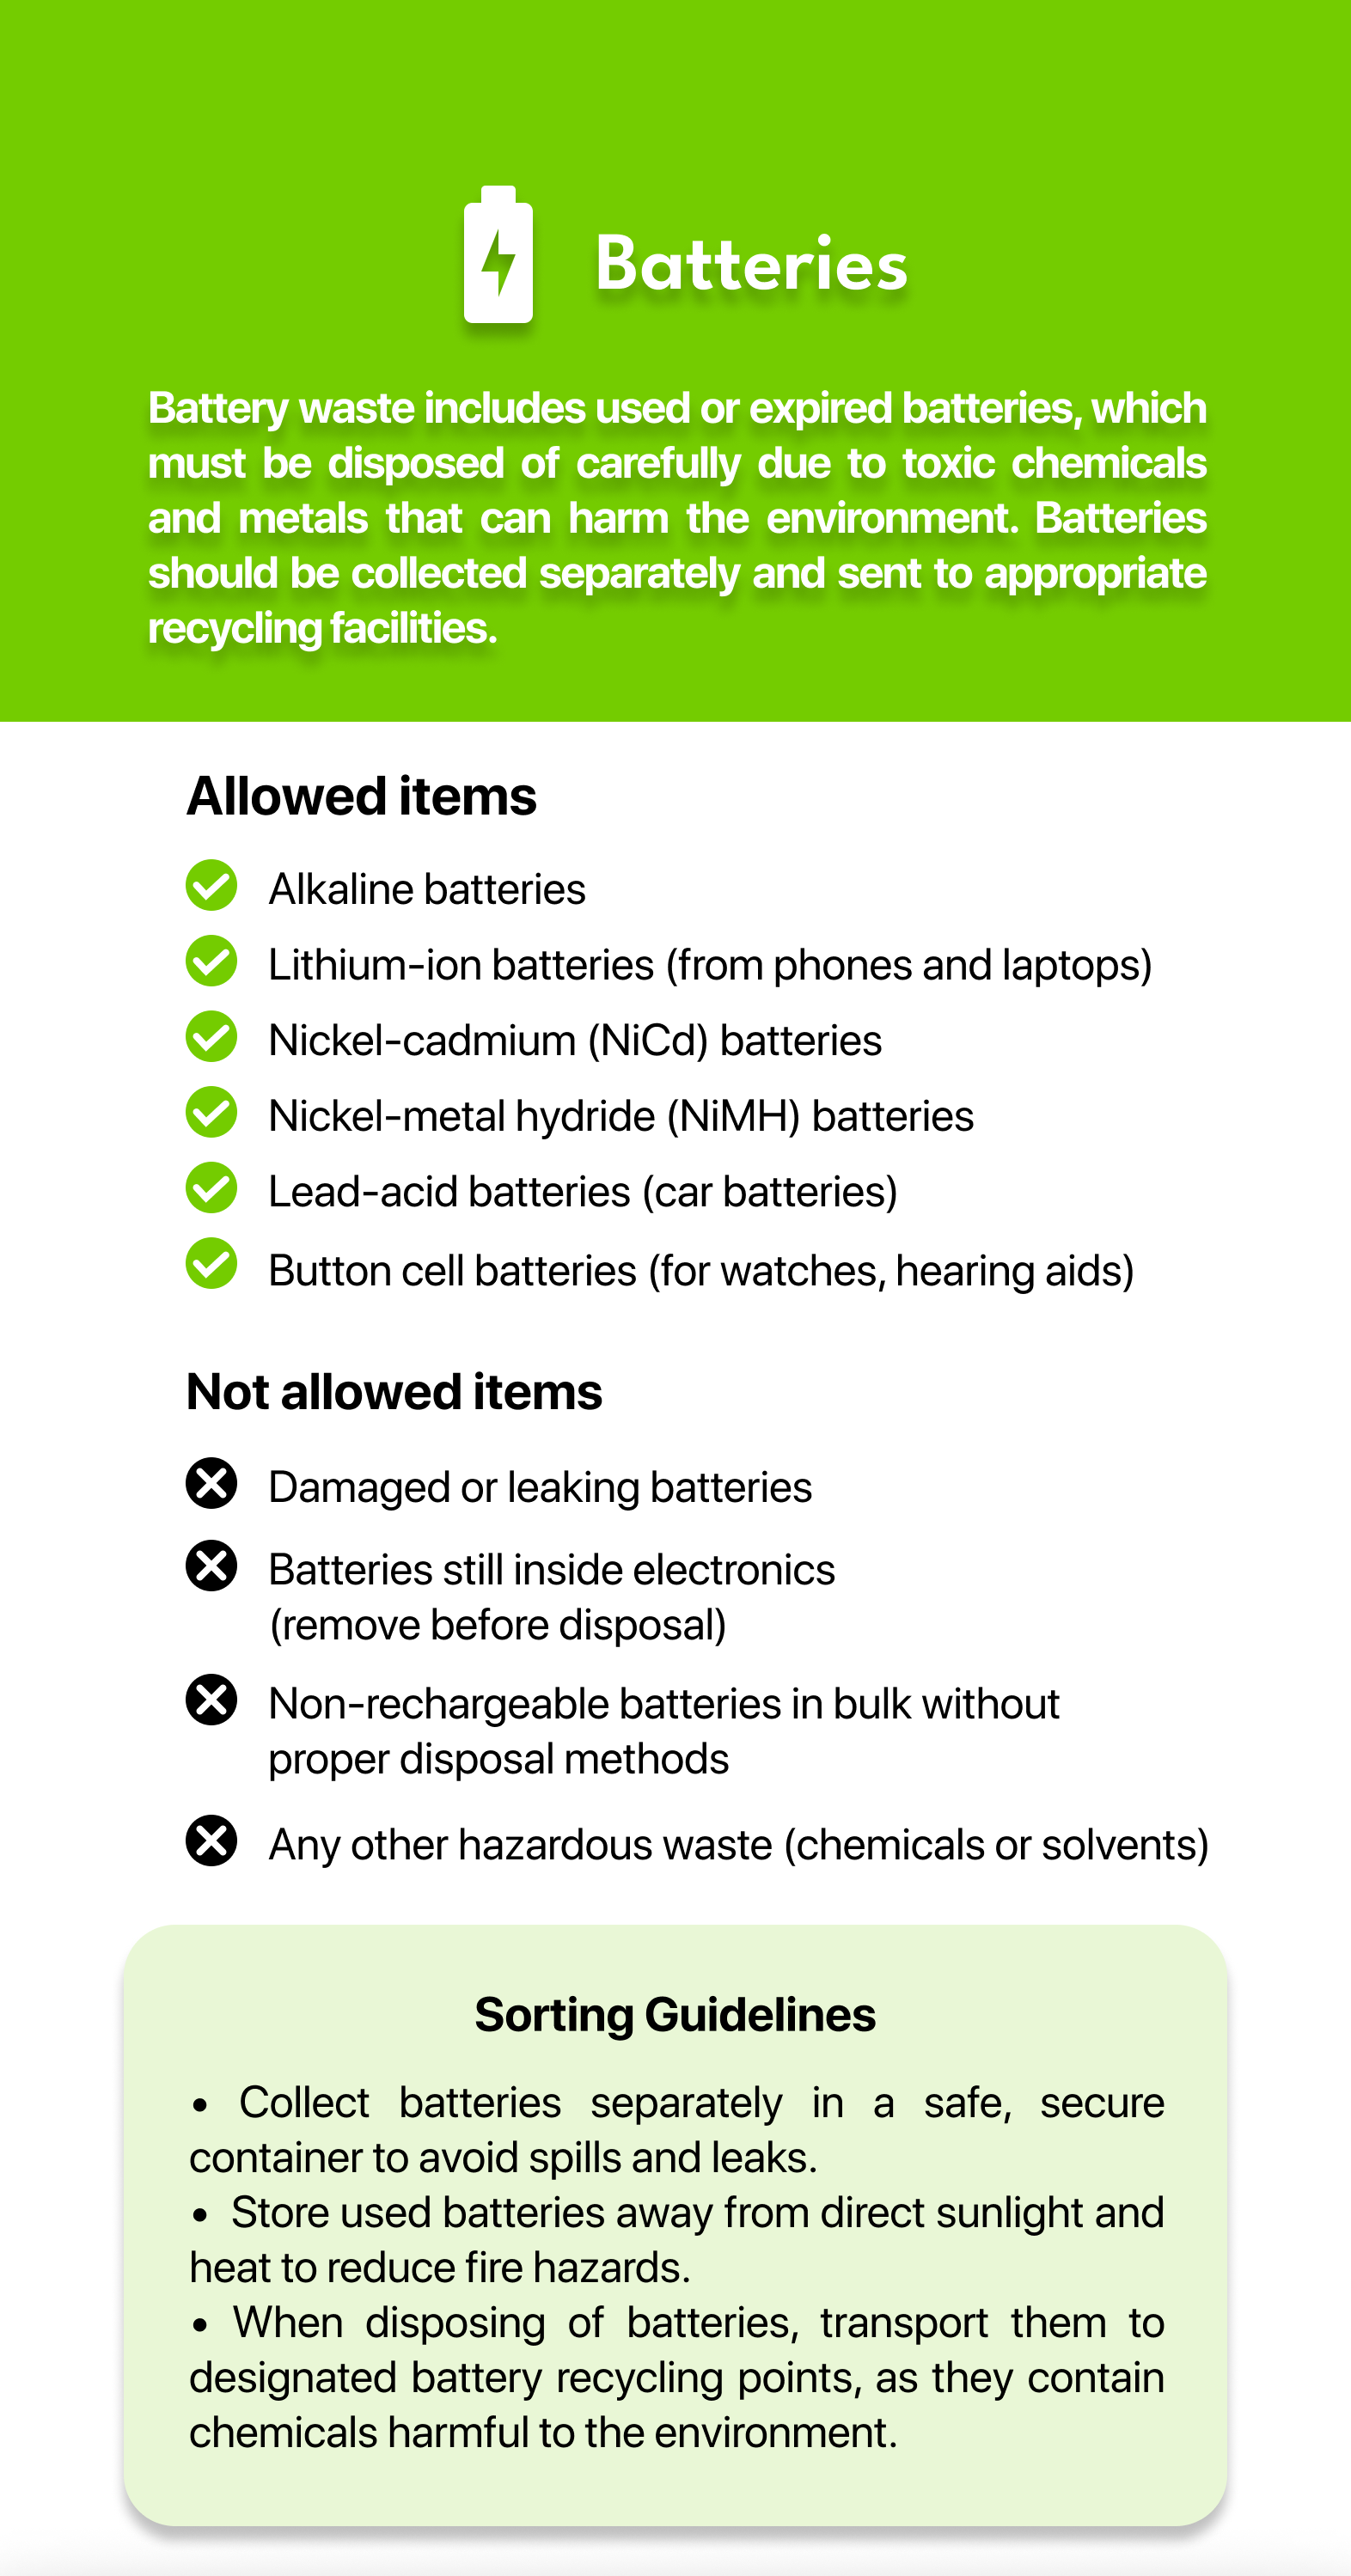 Batteries
Battery waste includes used or expired batteries, which
must be disposed of carefully due to toxic chemicals
and metals that can harm the environment. Batteries
should be collected separately and sent to appropriate
recycling facilities.
Allowed items
Alkaline batteries
Lithium-ion batteries (from phones and laptops)
Nickel-cadmium (NiCd) batteries
Nickel-metal hydride (NiMH) batteries
Lead-acid batteries (car batteries)
Button cell batteries (for watches, hearing aids)
Not allowed items
Damaged or leaking batteries
Batteries still inside electronics
(remove before disposal)
Non-rechargeable batteries in bulk without
proper disposal methods
Any other hazardous waste (chemicals or solvents)
Sorting Guidelines
• Collect batteries separately in a safe, secure
container to avoid spills and leaks.
• Store used batteries away from direct sunlight and
heat to reduce fire hazards.
• When disposing of batteries, transport them to
designated battery recycling points, as they contain
chemicals harmful to the environment.